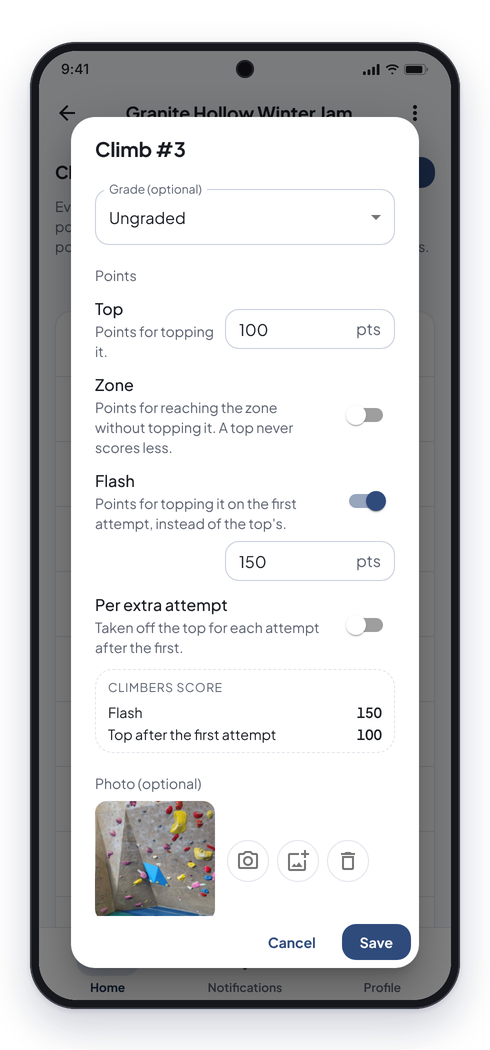 9:41
Granite Hollow Winter Jam
Climb #3
Grade (optional)
Ungraded
Points
Top
Points for topping
it.
100 pts
Zone
Points for reaching the zone
without topping it. A top never
scores less.
Flash
Points for topping it on the first
attempt, instead of the top's.
150 pts
Per extra attempt
Taken off the top for each attempt
after the first.
CLIMBERS SCORE
Flash 150
Top after the first attempt 100
Photo (optional)
Cancel Save
Home Notifications Profile